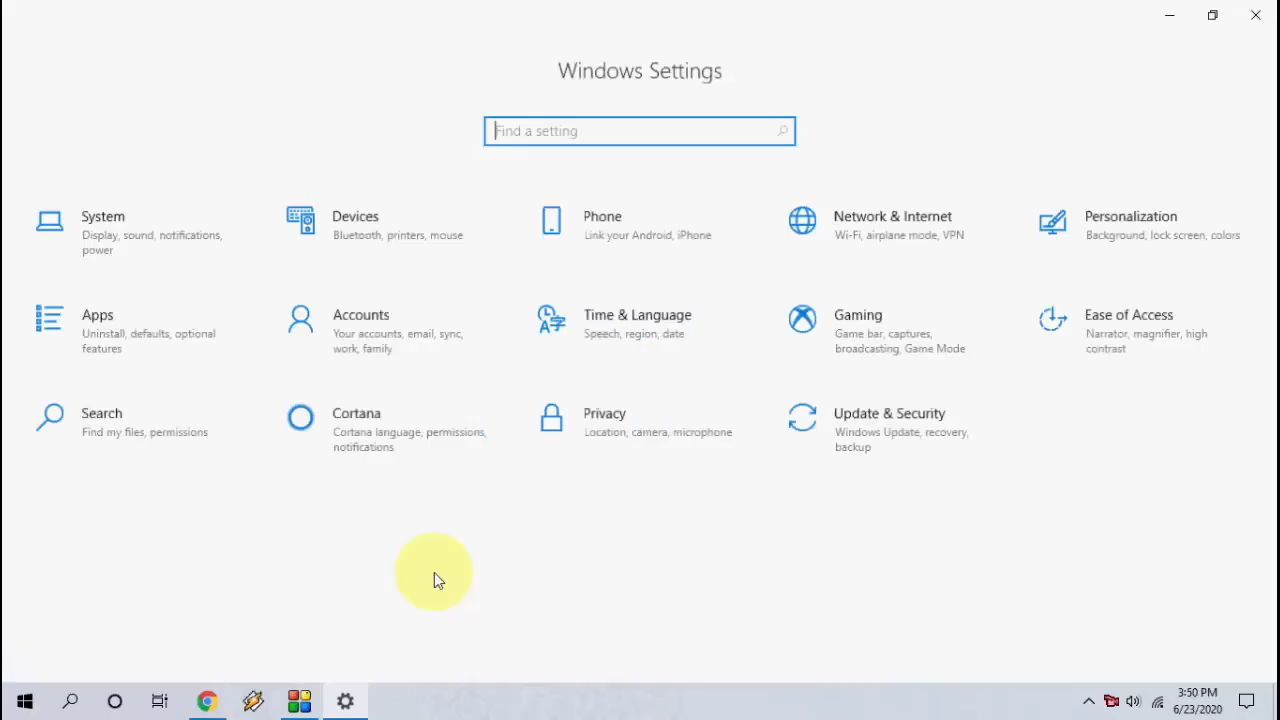 Windows Settings
Find a setting
System
Display, sound, notifications,
power
Devices
Bluetooth, printers, mouse
Phone
Link your Android, iPhone
Network & Internet
Wi-Fi, airplane mode, VPN
Personalization
Background, lock screen, colors
Apps
Uninstall, defaults, optional
features
Accounts
Your accounts, email, sync,
work, family
Time & Language
Speech, region, date
Gaming
Game bar, captures,
broadcasting, Game Mode
Ease of Access
Narrator, magnifier, high
contrast
Search
Find my files, permissions
Cortana
Cortana language, permissions,
notifications
Privacy
Location, camera, microphone
Update & Security
Windows Update, recovery,
backup
3:50 PM
6/23/2020